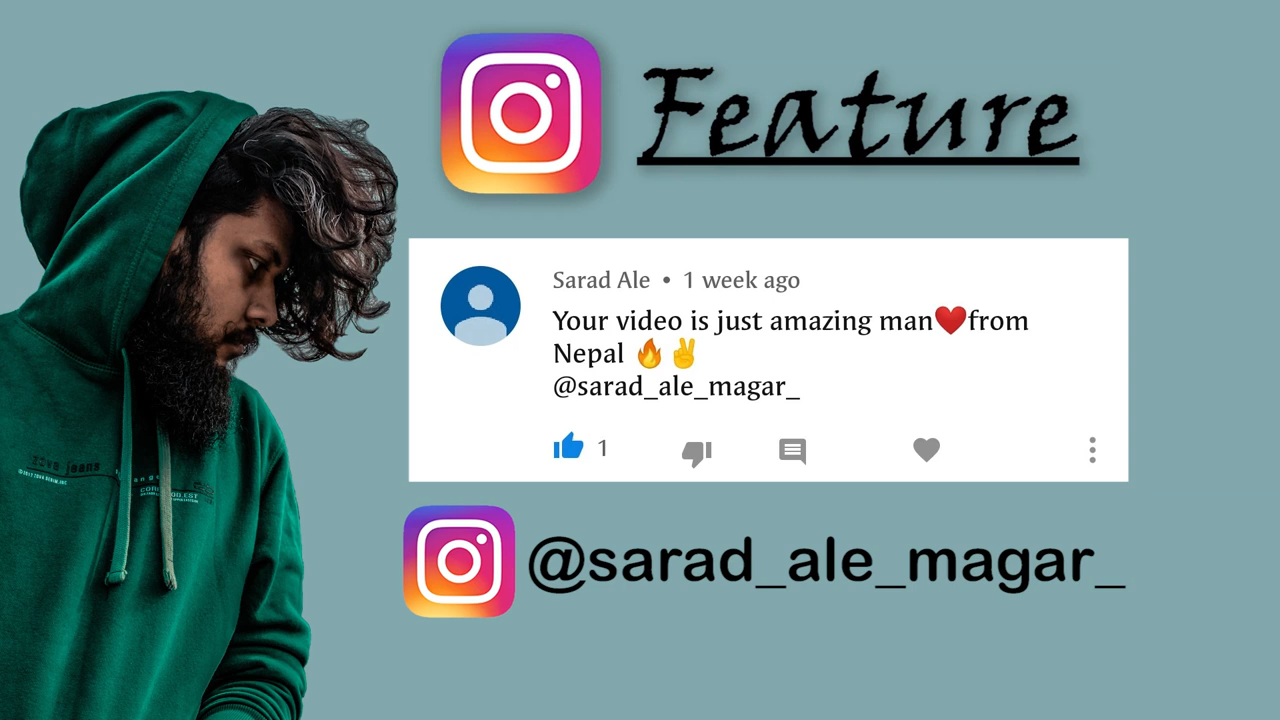 Feature
Sarad Ale • 1 week ago
Your video is just amazing man❤️from
Nepal 🔥✌️
@sarad_ale_magar_
1
@sarad_ale_magar_